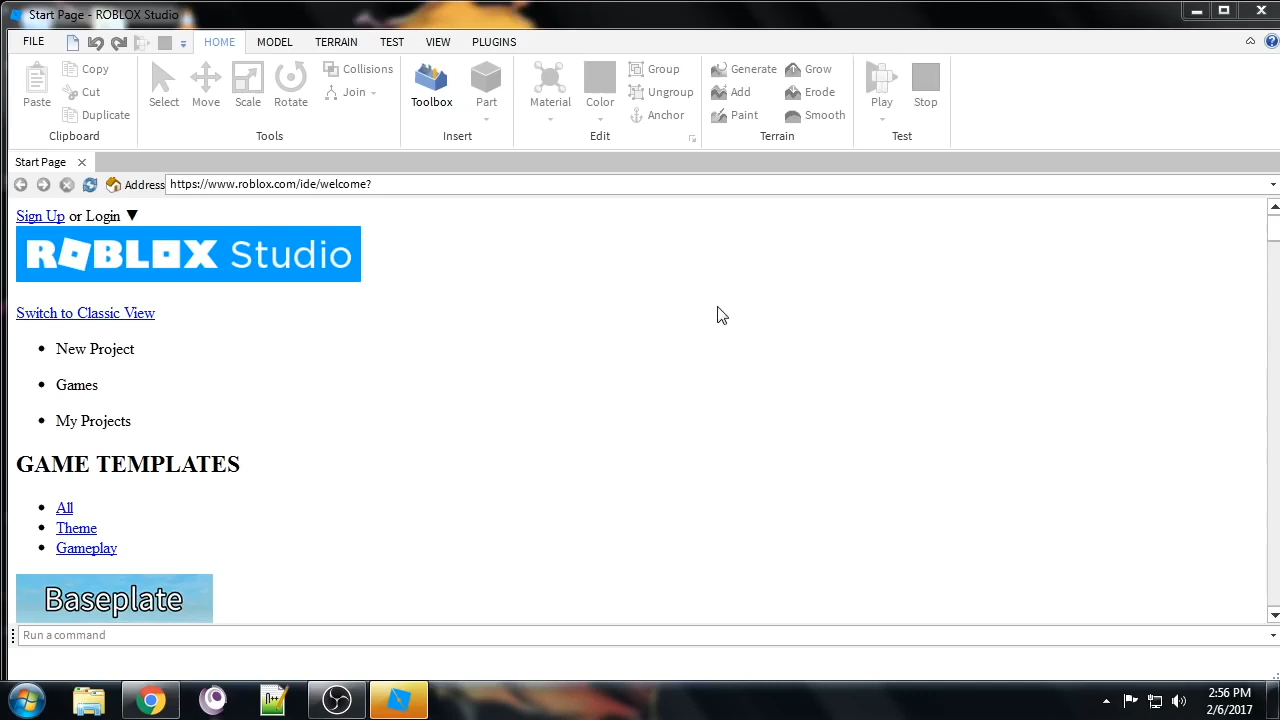 Start Page - ROBLOX Studio
FILE HOME MODEL TERRAIN TEST VIEW PLUGINS
Paste
Copy
Cut
Duplicate
Clipboard
Select Move Scale Rotate
Collisions
Join
Tools
Toolbox Part
Insert
Material Color
Group
Ungroup
Anchor
Edit
Generate Grow
Add Erode
Paint Smooth
Terrain
Play Stop
Test
Start Page
Address https://www.roblox.com/ide/welcome?
Sign Up or Login ▼
ROBLOX Studio
Switch to Classic View
New Project
Games
My Projects
GAME TEMPLATES
All
Theme
Gameplay
Baseplate
Run a command
2:56 PM
2/6/2017